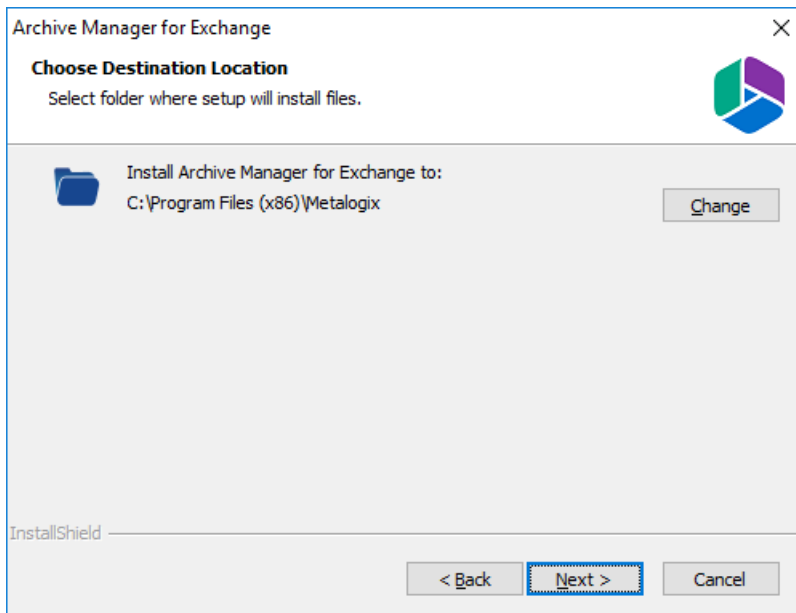 Archive Manager for Exchange
Choose Destination Location
Select folder where setup will install files.
Install Archive Manager for Exchange to:
C:\Program Files (x86)\Metalogix
Change
InstallShield
< Back
Next >
Cancel